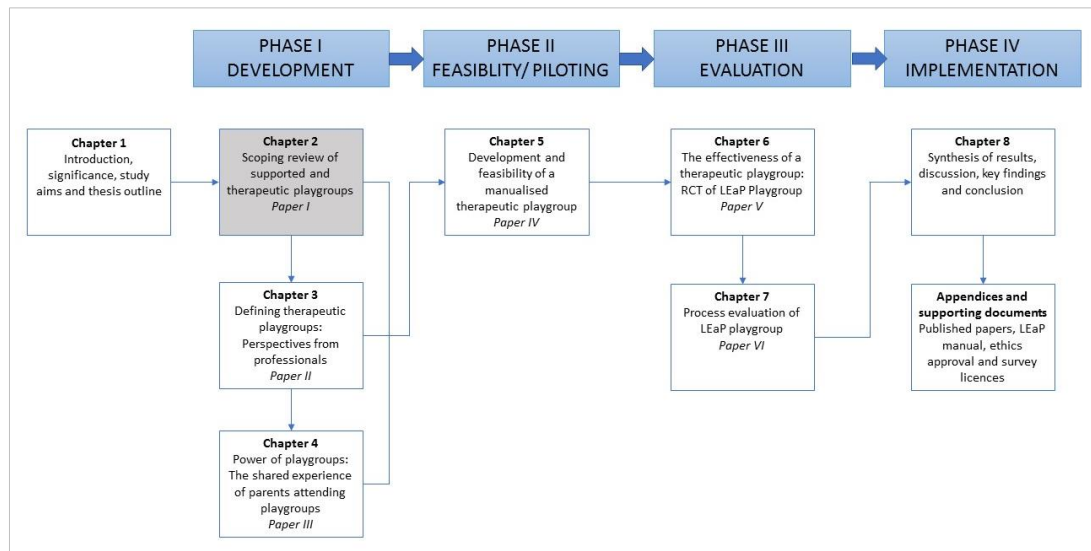 PHASE I
DEVELOPMENT
PHASE II
FEASIBLITY/ PILOTING
PHASE III
EVALUATION
PHASE IV
IMPLEMENTATION
Chapter 1
Introduction,
significance, study
aims and thesis outline
Chapter 2
Scoping review of
supported and
therapeutic playgroups
Paper I
Chapter 3
Defining therapeutic
playgroups:
Perspectives from
professionals
Paper II
Chapter 4
Power of playgroups:
The shared experience
of parents attending
playgroups
Paper III
Chapter 5
Development and
feasibility of a
manualised
therapeutic playgroup
Paper IV
Chapter 6
The effectiveness of a
therapeutic playgroup:
RCT of LEaP Playgroup
Paper V
Chapter 7
Process evaluation of
LEaP playgroup
Paper VI
Chapter 8
Synthesis of results,
discussion, key findings
and conclusion
Appendices and
supporting documents
Published papers, LEaP
manual, ethics
approval and survey
licences